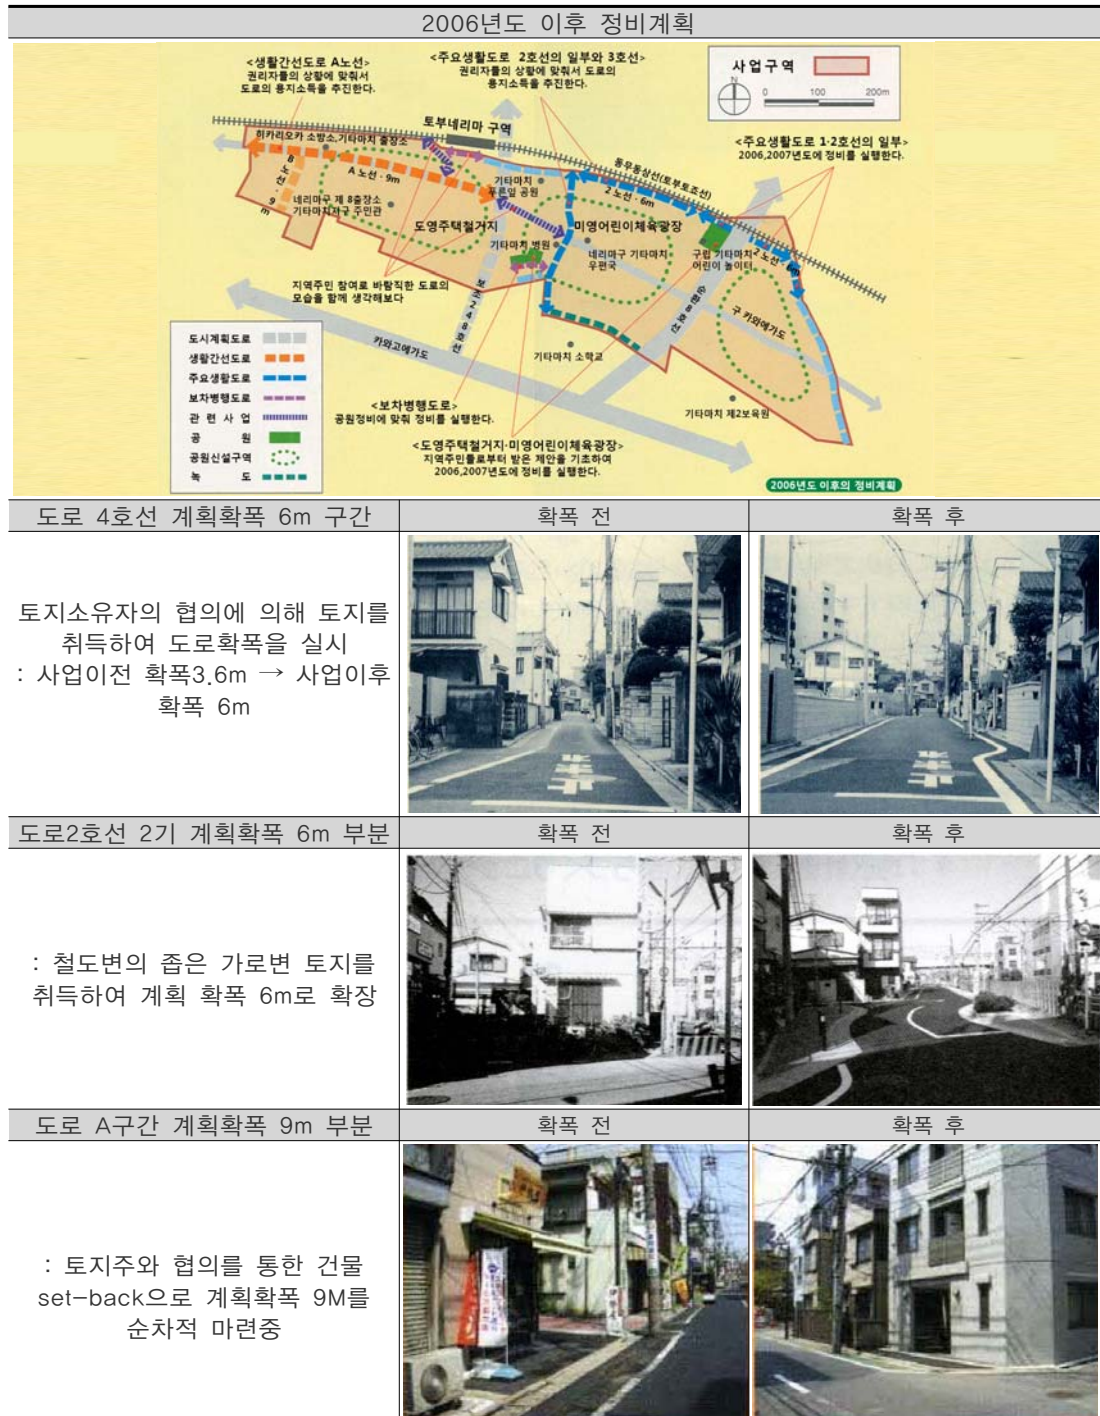 2006년도 이후 정비계획
<생활간선도로 A노선>
권리자들의 상황에 맞춰서
도로의 용지소득을 추진한다.
<주요생활도로 2호선의 일부와 3호선>
권리자들의 상황에 맞춰서 도로의
용지소득을 추진한다.
사업구역
N
0 100 200m
<주요생활도로 1·2호선의 일부>
2006,2007년도에 정비를 실행한다.
토부네리마 구역
히카리오카 소방소,기타마치 출장소
동우동상선(토부토조선)
A 노선 · 9m
B 노선 · 9m
기타마치
푸른잎 공원
2 노선 · 6m
네리마구 제 8출장소
기타마치지구 주민관
도영주택철거지
미영어린이체육광장
기타마치 병원
네리마구 기타마치
우편국
구립 기타마치
어린이 놀이터
2 노선 · 6m
지역주민 참여로 바람직한 도로의
모습을 함께 생각해보다
보조248호선
순환8호선
구 카와에가도
카와고에가도
기타마치 소학교
기타마치 제2보육원
도시계획도로
생활간선도로
주요생활도로
보차병행도로
관 련 사 업
공 원
공원신설구역
녹 도
<보차병행도로>
공원정비에 맞춰 정비를 실행한다.
<도영주택철거지·미영어린이체육광장>
지역주민들로부터 받은 제안을 기초하여
2006,2007년도에 정비를 실행한다.
2006년도 이후의 정비계획
도로 4호선 계획확폭 6m 구간 확폭 전 확폭 후
토지소유자의 협의에 의해 토지를
취득하여 도로확폭을 실시
: 사업이전 확폭3.6m → 사업이후
확폭 6m
도로2호선 2기 계획확폭 6m 부분 확폭 전 확폭 후
: 철도변의 좁은 가로변 토지를
취득하여 계획 확폭 6m로 확장
도로 A구간 계획확폭 9m 부분 확폭 전 확폭 후
: 토지주와 협의를 통한 건물
set-back으로 계획확폭 9M를
순차적 마련중